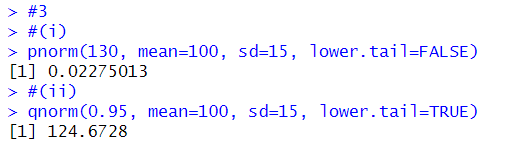 > #3
> #(i)
> pnorm(130, mean=100, sd=15, lower.tail=FALSE)
[1] 0.02275013
> #(ii)
> qnorm(0.95, mean=100, sd=15, lower.tail=TRUE)
[1] 124.6728